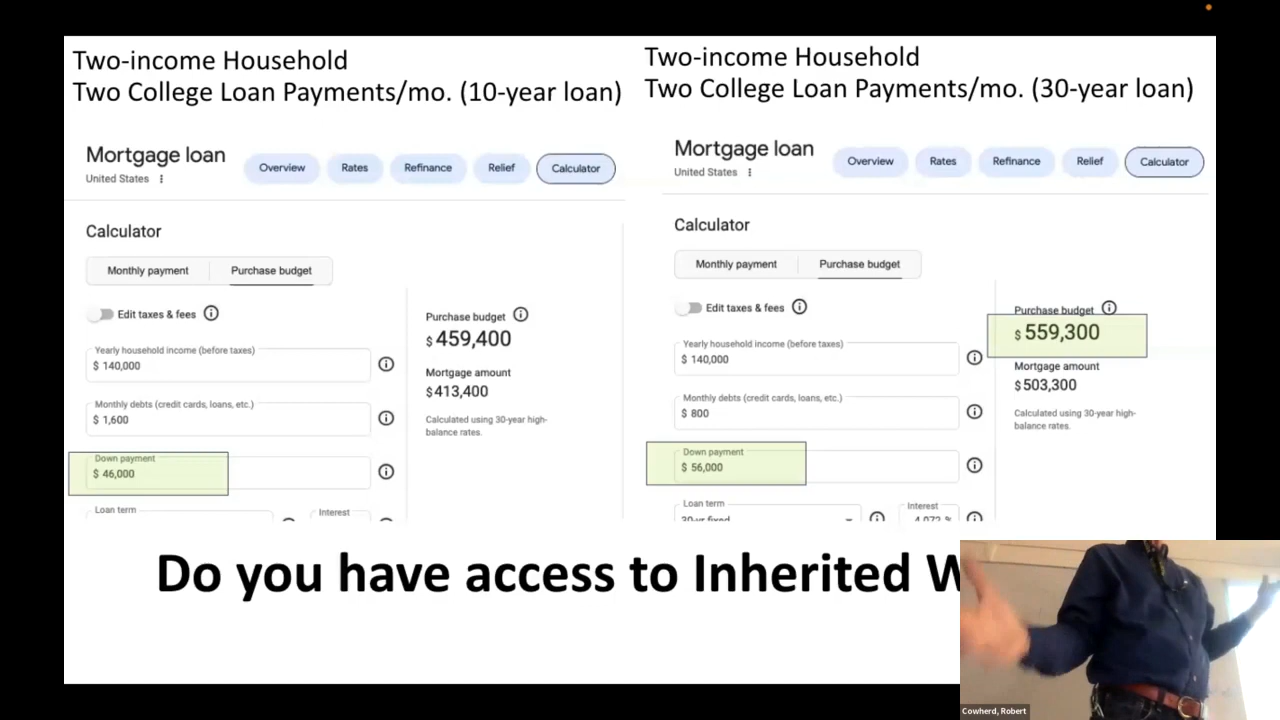 Two-income Household
Two College Loan Payments/mo. (10-year loan)
Mortgage loan
United States
Overview
Rates
Refinance
Relief
Calculator
Calculator
Monthly payment
Purchase budget
Edit taxes & fees
Yearly household income (before taxes)
$ 140,000
Monthly debts (credit cards, loans, etc.)
$ 1,600
Down payment
$ 46,000
Loan term
Interest
Purchase budget
$ 459,400
Mortgage amount
$ 413,400
Calculated using 30-year high-
balance rates.
Two-income Household
Two College Loan Payments/mo. (30-year loan)
Mortgage loan
United States
Overview
Rates
Refinance
Relief
Calculator
Calculator
Monthly payment
Purchase budget
Edit taxes & fees
Yearly household income (before taxes)
$ 140,000
Monthly debts (credit cards, loans, etc.)
$ 800
Down payment
$ 56,000
Loan term
30-yr fixed
Interest
4.072 %
Purchase budget
$ 559,300
Mortgage amount
$ 503,300
Calculated using 30-year high-
balance rates.
Do you have access to Inherited W
Cowherd, Robert